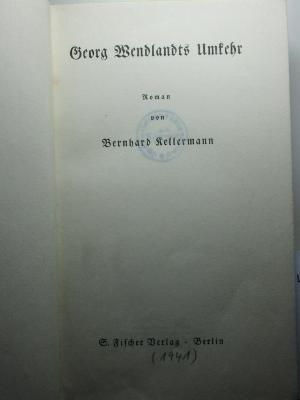 Georg Wendlandts Umkehr
Roman
von
Bernhard Kellermann
S. Fischer Verlag - Berlin
(1941)